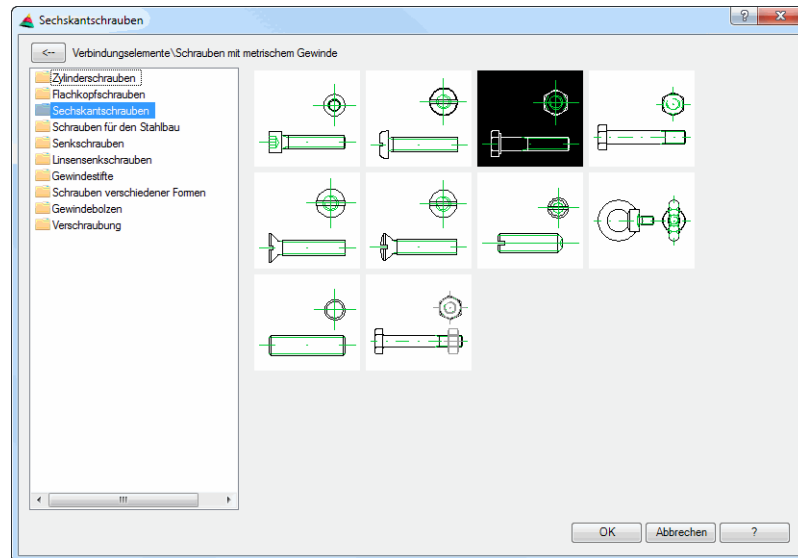 Sechskantschrauben
?
<-- Verbindungselemente\Schrauben mit metrischem Gewinde
Zylinderschrauben
Flachkopfschrauben
Sechskantschrauben
Schrauben für den Stahlbau
Senkschrauben
Linsensenkschrauben
Gewindestifte
Schrauben verschiedener Formen
Gewindebolzen
Verschraubung
OK Abbrechen ?